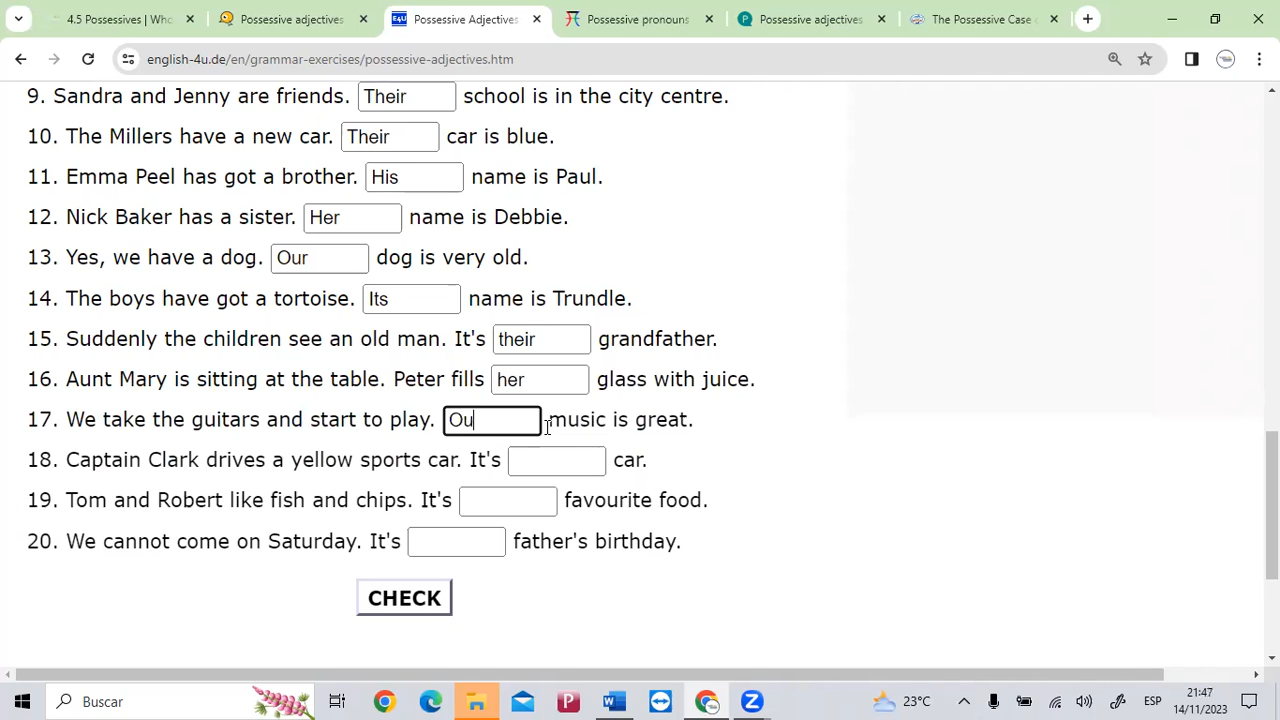 4.5 Possessives | Who
Possessive adjectives
E4U Possessive Adjectives
Possessive pronouns
P Possessive adjectives
The Possessive Case o
english-4u.de/en/grammar-exercises/possessive-adjectives.htm
9. Sandra and Jenny are friends. Their school is in the city centre.
10. The Millers have a new car. Their car is blue.
11. Emma Peel has got a brother. His name is Paul.
12. Nick Baker has a sister. Her name is Debbie.
13. Yes, we have a dog. Our dog is very old.
14. The boys have got a tortoise. Its name is Trundle.
15. Suddenly the children see an old man. It's their grandfather.
16. Aunt Mary is sitting at the table. Peter fills her glass with juice.
17. We take the guitars and start to play. Ou music is great.
18. Captain Clark drives a yellow sports car. It's car.
19. Tom and Robert like fish and chips. It's favourite food.
20. We cannot come on Saturday. It's father's birthday.
CHECK
Buscar
23°C
ESP
21:47
14/11/2023